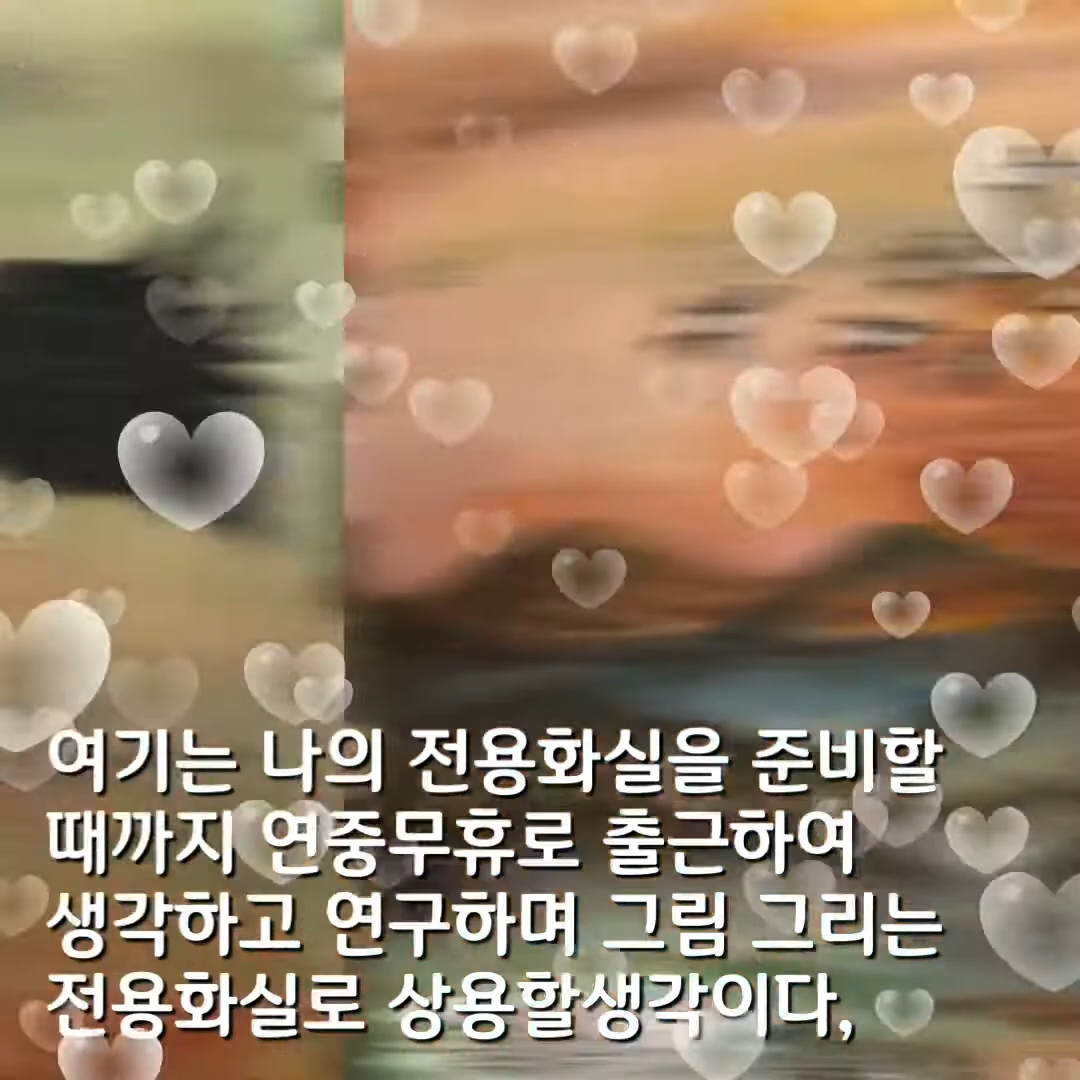 여기는 나의 전용화실을 준비할
때까지 연중무휴로 출근하여
생각하고 연구하며 그림 그리는
전용화실로 상용할생각이다,